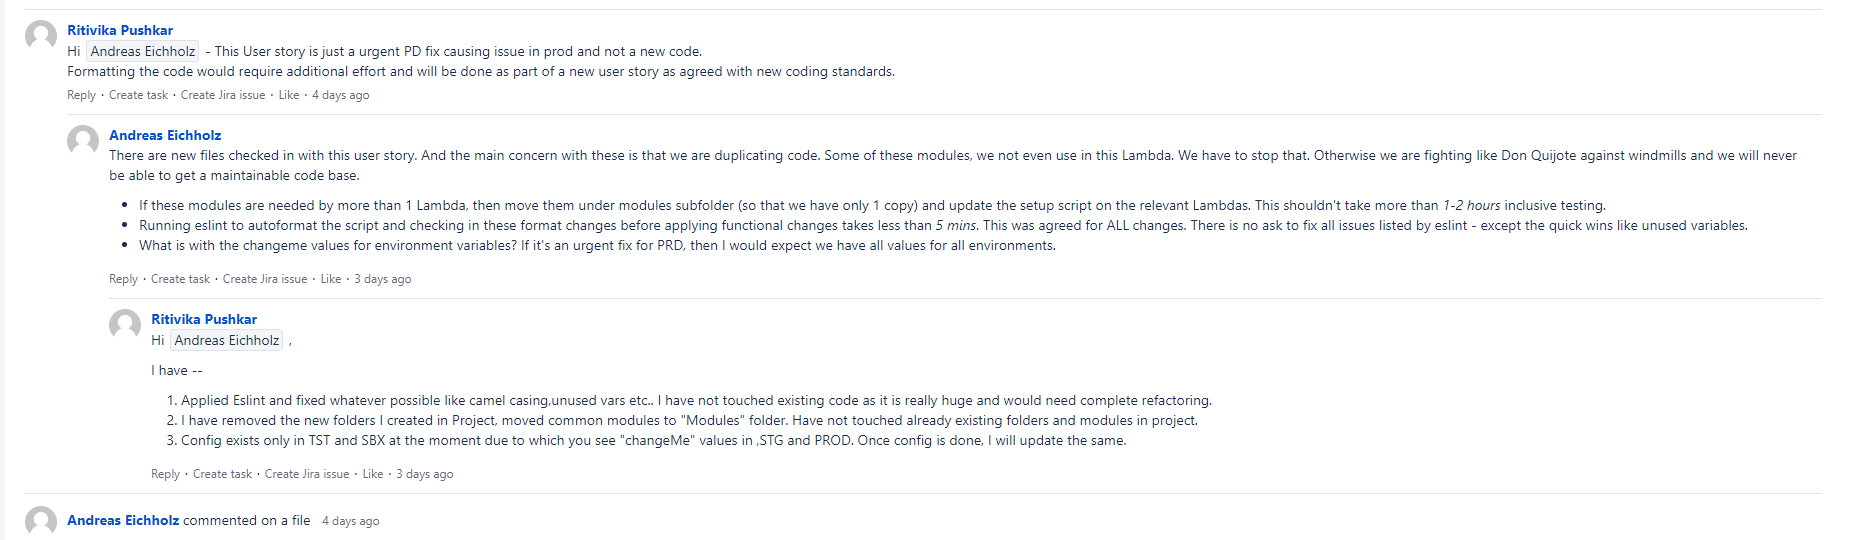 Ritivika Pushkar
Hi Andreas Eichholz - This User story is just a urgent PD fix causing issue in prod and not a new code.
Formatting the code would require additional effort and will be done as part of a new user story as agreed with new coding standards.
Reply · Create task · Create Jira issue · Like · 4 days ago
Andreas Eichholz
There are new files checked in with this user story. And the main concern with these is that we are duplicating code. Some of these modules, we not even use in this Lambda. We have to stop that. Otherwise we are fighting like Don Quijote against windmills and we will never
be able to get a maintainable code base.
• If these modules are needed by more than 1 Lambda, then move them under modules subfolder (so that we have only 1 copy) and update the setup script on the relevant Lambdas. This shouldn't take more than 1-2 hours inclusive testing.
• Running eslint to autoformat the script and checking in these format changes before applying functional changes takes less than 5 mins. This was agreed for ALL changes. There is no ask to fix all issues listed by eslint - except the quick wins like unused variables.
• What is with the changeme values for environment variables? If it's an urgent fix for PRD, then I would expect we have all values for all environments.
Reply · Create task · Create Jira issue · Like · 3 days ago
Ritivika Pushkar
Hi Andreas Eichholz ,
I have --
1. Applied Eslint and fixed whatever possible like camel casing,unused vars etc.. I have not touched existing code as it is really huge and would need complete refactoring.
2. I have removed the new folders I created in Project, moved common modules to "Modules" folder. Have not touched already existing folders and modules in project.
3. Config exists only in TST and SBX at the moment due to which you see "changeMe" values in ,STG and PROD. Once config is done, I will update the same.
Reply · Create task · Create Jira issue · Like · 3 days ago
Andreas Eichholz commented on a file 4 days ago